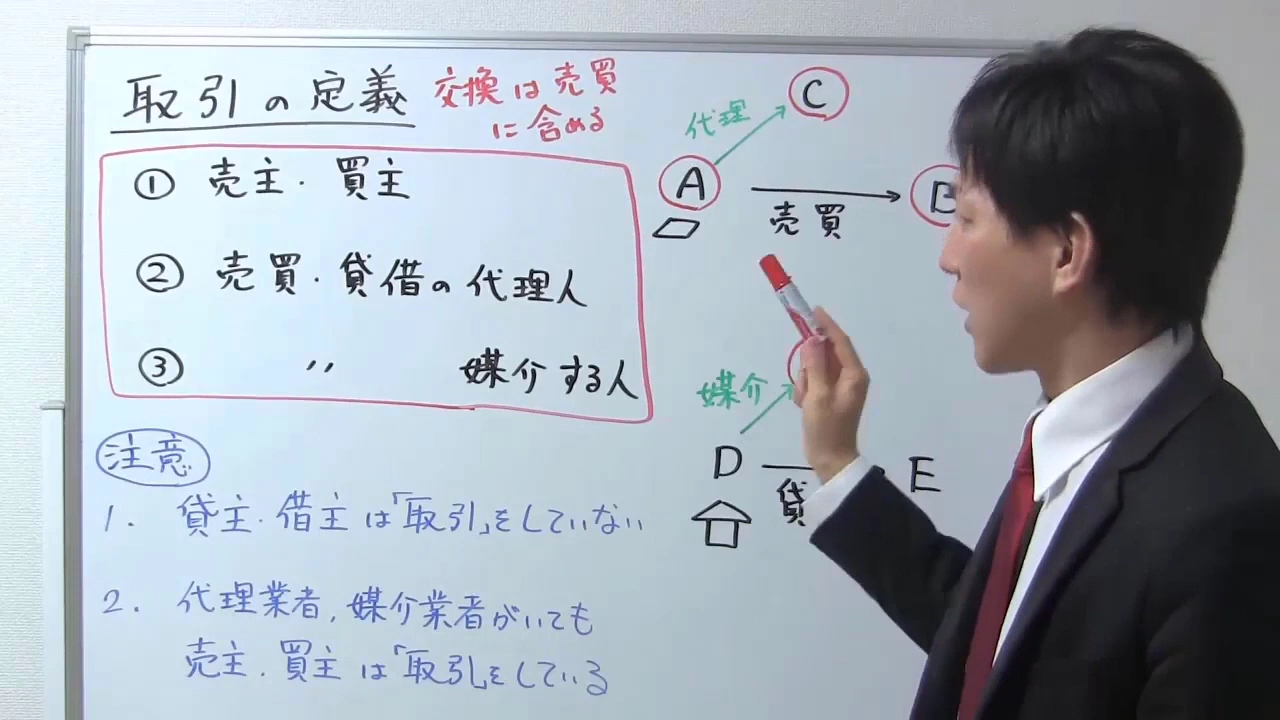 取引の定義
交換は売買
に含める
① 売主・買主
② 売買・貸借の代理人
③ 〃 媒介する人
注意
1. 貸主・借主は「取引」をしていない
2. 代理業者, 媒介業者がいても
売主・買主は「取引」をしている
代理
C
A
B
売買
媒介
D
E
貸